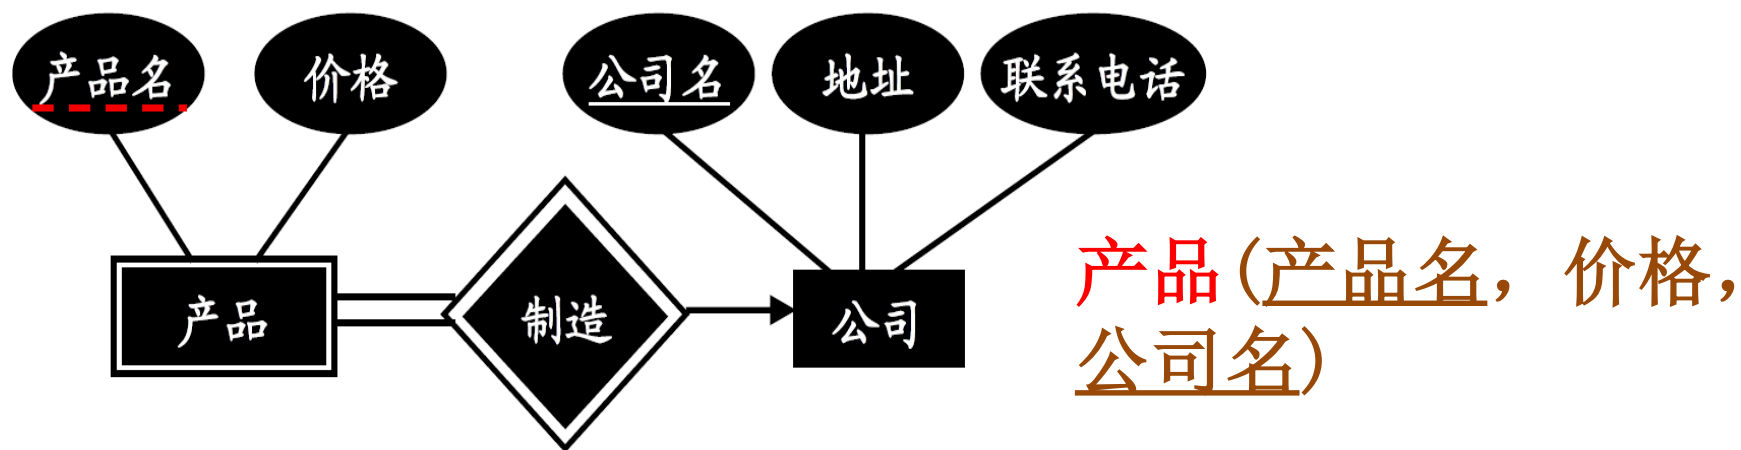 产品名
价格
公司名
地址
联系电话
产品
制造
公司
产品(产品名，价格，
公司名)